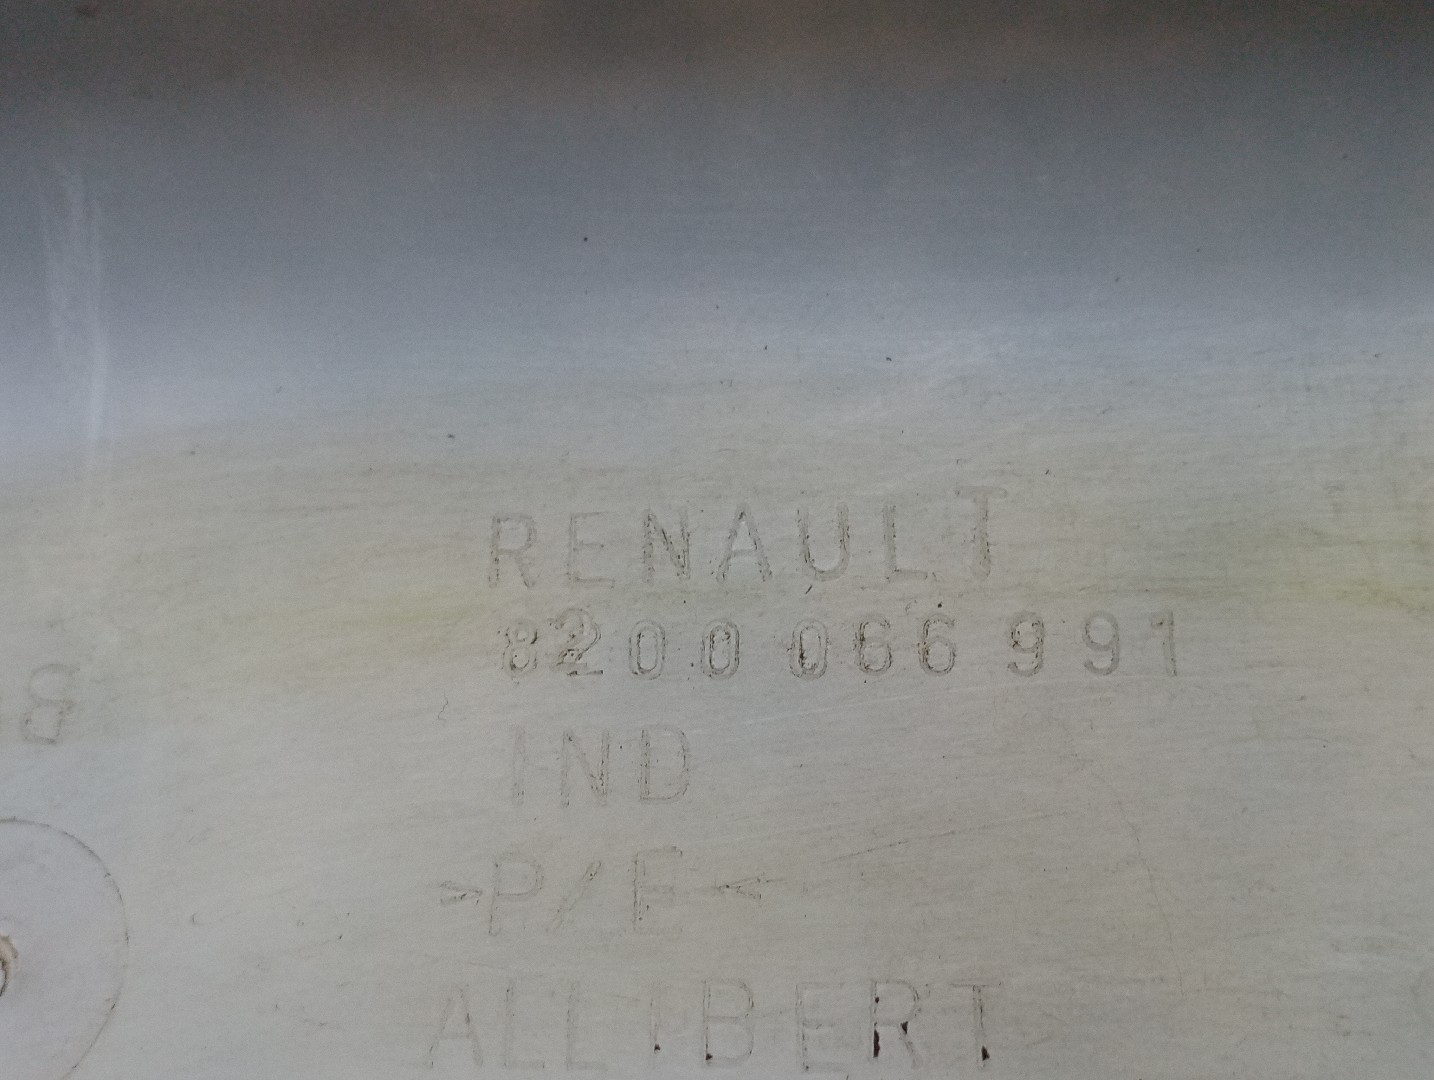 RENAULT
8200 066 991
IND
>P/E<
ALLIBERT